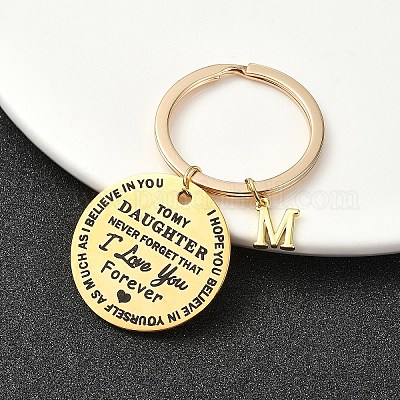 I HOPE YOU BELIEVE IN YOURSELF AS MUCH AS I BELIEVE IN YOU
TO MY
DAUGHTER
NEVER FORGET THAT
I Love You
Forever
M